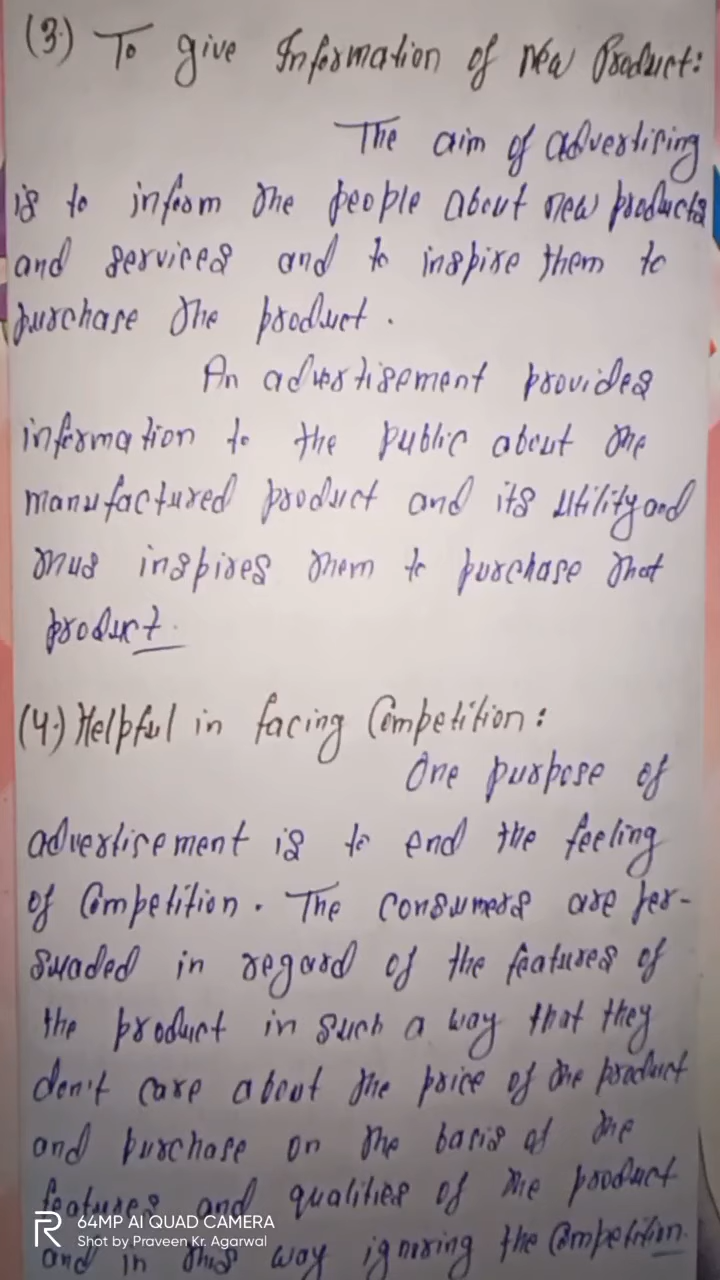 (3.) To give Information of New Product:
The aim of advertising
is to inform the people about new products
and services and to inspire them to
purchase the product.
An advertisement provides
information to the public about the
manufactured product and its utility and
thus inspires them to purchase that
product.
(4.) Helpful in facing Competition:
One purpose of
advertisement is to end the feeling
of Competition. The consumers are per-
suaded in regard of the features of
the product in such a way that they
don't care about the price of the product
and purchase on the basis of the
features and qualities of the product
64MP AI QUAD CAMERA
Shot by Praveen Kr. Agarwal
and in this way ignoring the Competition.